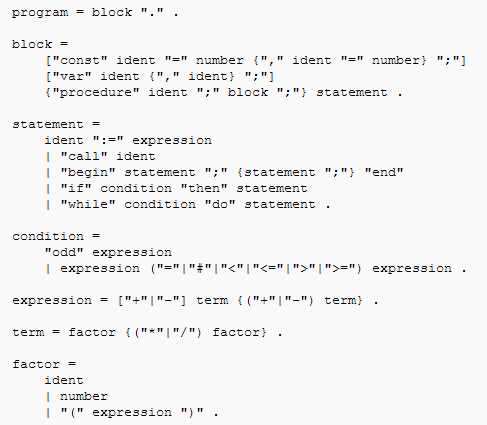 program = block "." .
block =
["const" ident "=" number {"," ident "=" number} ";"]
["var" ident {"," ident} ";"]
{"procedure" ident ";" block ";"} statement .
statement =
ident ":=" expression
| "call" ident
| "begin" statement ";" {statement ";"} "end"
| "if" condition "then" statement
| "while" condition "do" statement .
condition =
"odd" expression
| expression ("="|"#"|"<"|"<="|">"|">=") expression .
expression = ["+"|"-"] term {("+"|"-") term} .
term = factor {("*"|"/") factor} .
factor =
ident
| number
| "(" expression ")" .